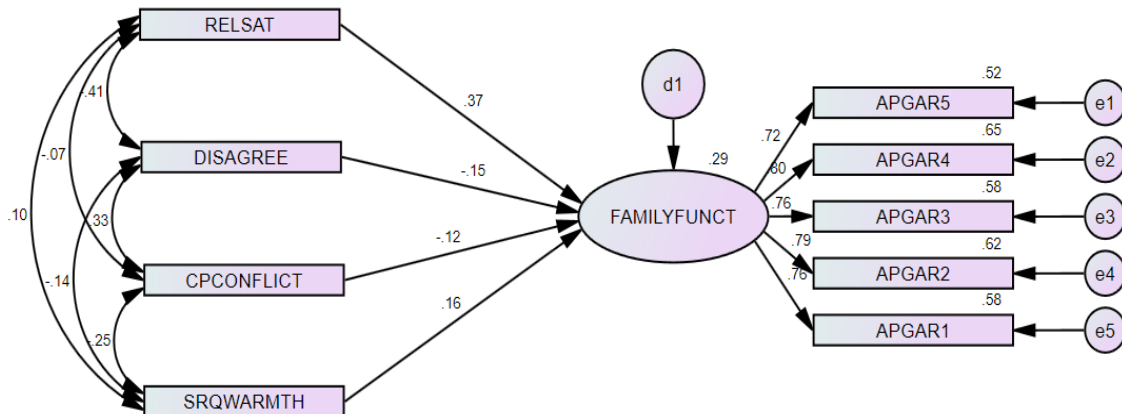 RELSAT
DISAGREE
CPCONFLICT
SRQWARMTH
-.41
-.07
.10
.33
-.14
-.25
.37
-.15
-.12
.16
d1
.29
FAMILYFUNCT
.72
.80
.76
.79
.76
.52
APGAR5
e1
.65
APGAR4
e2
.58
APGAR3
e3
.62
APGAR2
e4
.58
APGAR1
e5